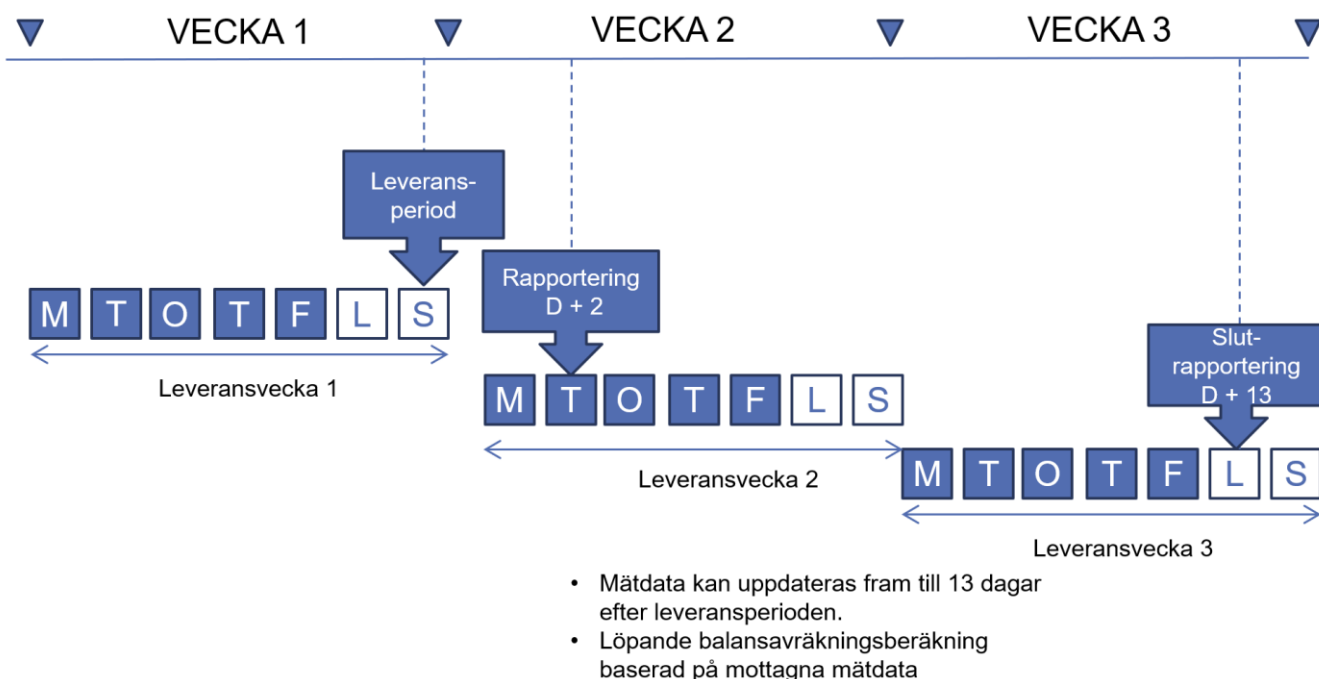 VECKA 1
VECKA 2
VECKA 3
Leverans-
period
M T O T F L S
Leveransvecka 1
Rapportering
D + 2
M T O T F L S
Leveransvecka 2
Slut-
rapportering
D + 13
M T O T F L S
Leveransvecka 3
• Mätdata kan uppdateras fram till 13 dagar
efter leveransperioden.
• Löpande balansavräkningsberäkning
baserad på mottagna mätdata